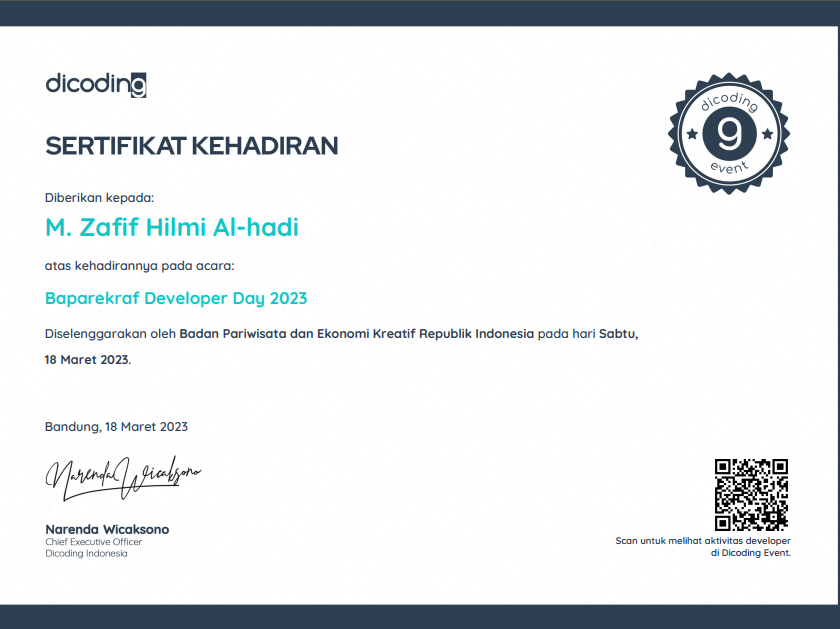 dicoding
SERTIFIKAT KEHADIRAN
dicoding
9
event
Diberikan kepada:
M. Zafif Hilmi Al-hadi
atas kehadirannya pada acara:
Baparekraf Developer Day 2023
Diselenggarakan oleh Badan Pariwisata dan Ekonomi Kreatif Republik Indonesia pada hari Sabtu,
18 Maret 2023.
Bandung, 18 Maret 2023
Narenda Wicaksono
Narenda Wicaksono
Chief Executive Officer
Dicoding Indonesia
Scan untuk melihat aktivitas developer
di Dicoding Event.